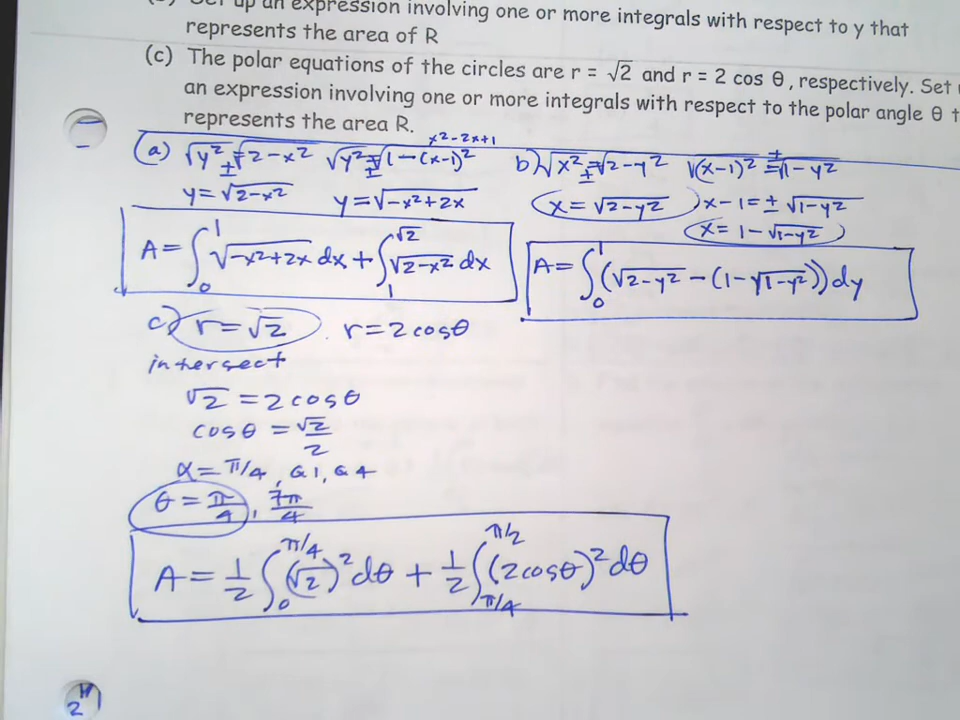 Set up an expression involving one or more integrals with respect to y that
represents the area of R
(c) The polar equations of the circles are r = √2 and r = 2 cos θ, respectively. Set
an expression involving one or more integrals with respect to the polar angle θ t
represents the area R.
x²-2x+1
(a) √y² = ±√2-x² √y² = ±√1-(x-1)² b) √x² = ±√2-y² √(x-1)² = ±√1-y²
y = √2-x² y = √-x²+2x x = √2-y² x-1 = ±√1-y²
x = 1-√1-y²
A = ∫₀¹ √-x²+2x dx + ∫₁^√2 √2-x² dx A = ∫₀¹ (√2-y² - (1-√1-y²)) dy
c) r = √2 . r = 2 cosθ
intersect
√2 = 2 cosθ
cosθ = √2/2
α = π/4, Q1, Q4
θ = π/4, 7π/4
A = 1/2 ∫₀^π/4 (√2)² dθ + 1/2 ∫_π/4^π/2 (2cosθ)² dθ